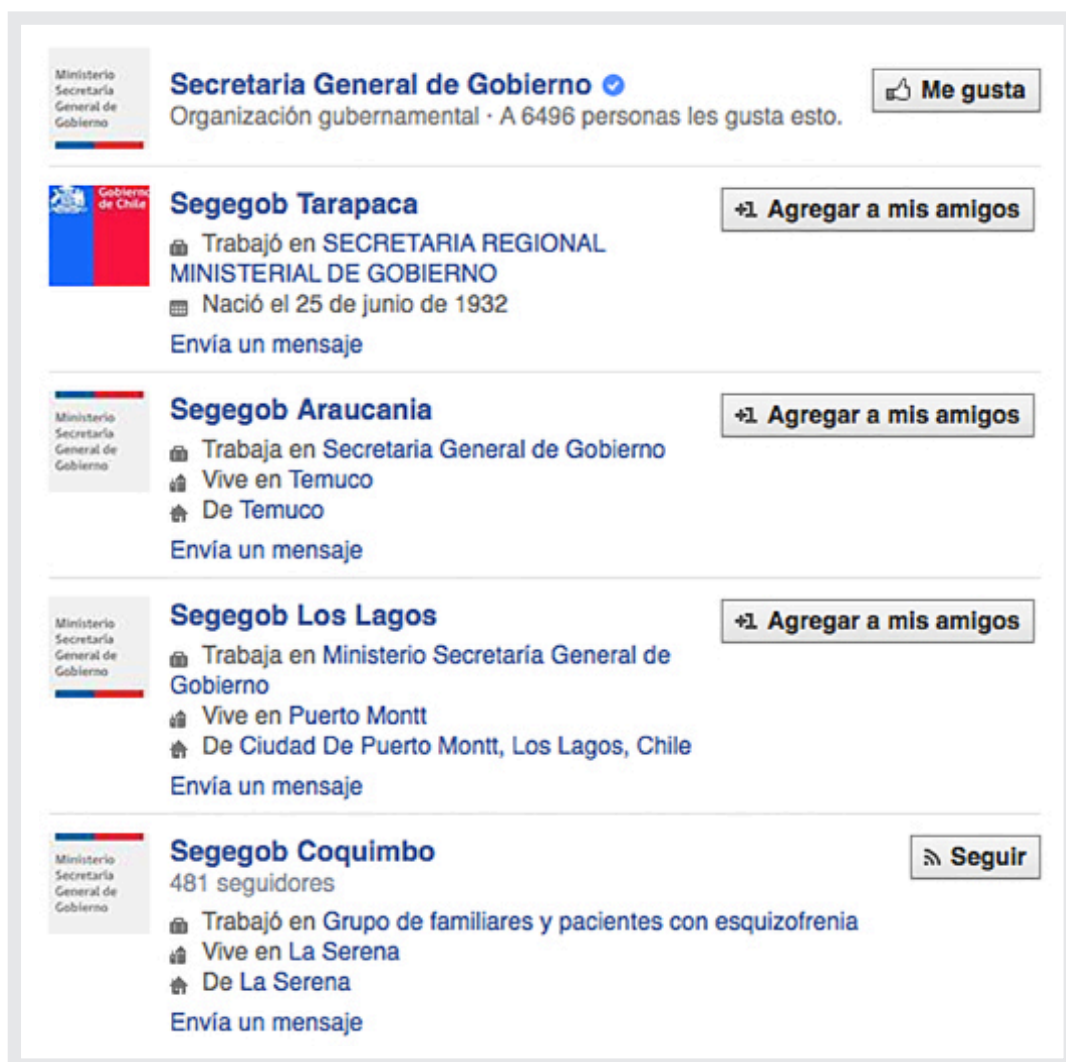 Ministerio
Secretaría
General de
Gobierno
Secretaria General de Gobierno
Organización gubernamental · A 6496 personas les gusta esto.
Me gusta
Gobierno
de Chile
Segegob Tarapaca
+1 Agregar a mis amigos
Trabajó en SECRETARIA REGIONAL
MINISTERIAL DE GOBIERNO
Nació el 25 de junio de 1932
Envía un mensaje
Ministerio
Secretaría
General de
Gobierno
Segegob Araucania
+1 Agregar a mis amigos
Trabaja en Secretaria General de Gobierno
Vive en Temuco
De Temuco
Envía un mensaje
Ministerio
Secretaría
General de
Gobierno
Segegob Los Lagos
+1 Agregar a mis amigos
Trabaja en Ministerio Secretaría General de
Gobierno
Vive en Puerto Montt
De Ciudad De Puerto Montt, Los Lagos, Chile
Envía un mensaje
Ministerio
Secretaría
General de
Gobierno
Segegob Coquimbo
Seguir
481 seguidores
Trabajó en Grupo de familiares y pacientes con esquizofrenia
Vive en La Serena
De La Serena
Envía un mensaje